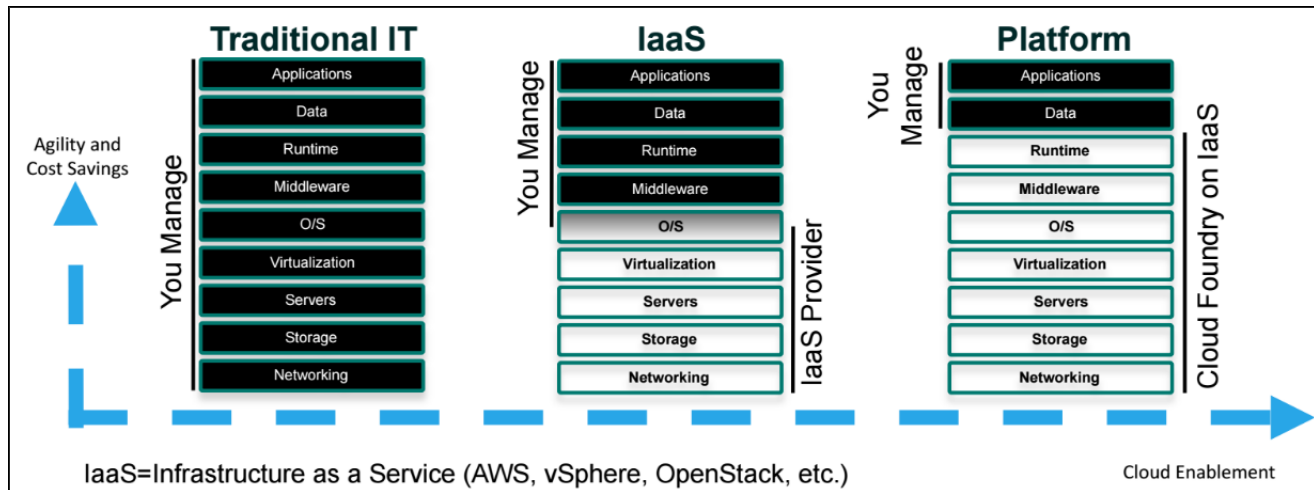 Traditional IT
IaaS
Platform
Agility and
Cost Savings
You Manage
Applications
Data
Runtime
Middleware
O/S
Virtualization
Servers
Storage
Networking
You Manage
Applications
Data
Runtime
Middleware
O/S
Virtualization
Servers
Storage
Networking
IaaS Provider
You
Manage
Applications
Data
Runtime
Middleware
O/S
Virtualization
Servers
Storage
Networking
Cloud Foundry on IaaS
IaaS=Infrastructure as a Service (AWS, vSphere, OpenStack, etc.)
Cloud Enablement